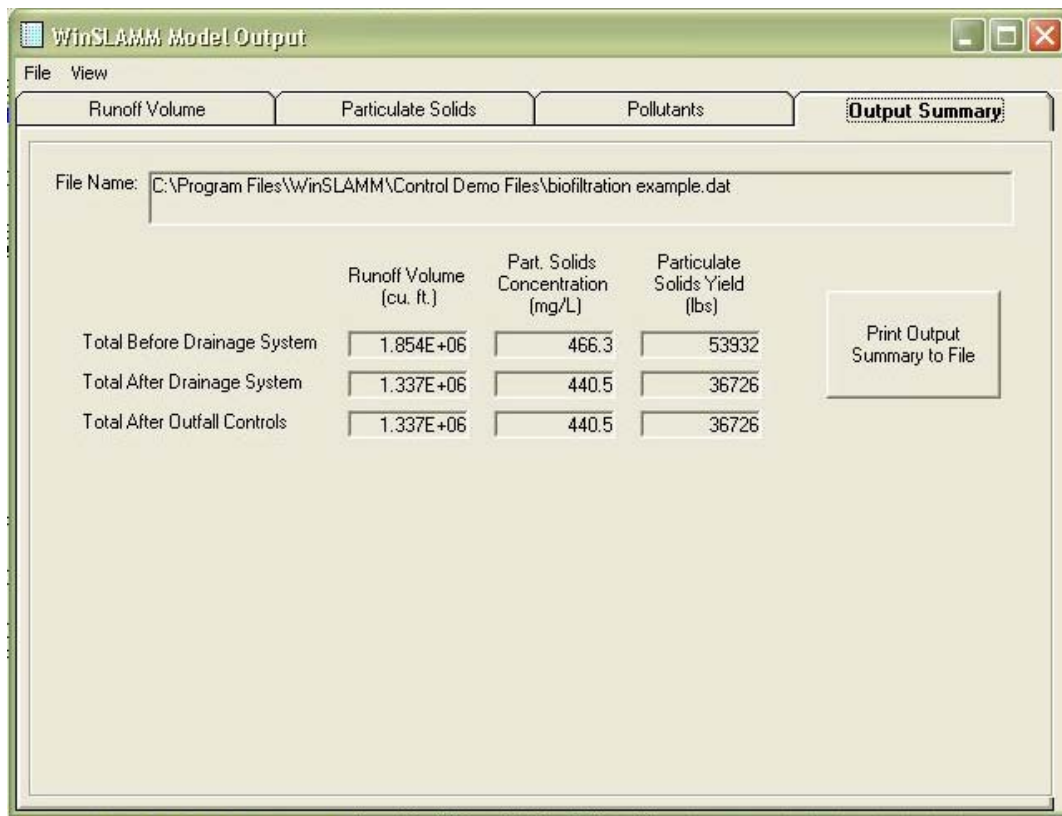 WinSLAMM Model Output
File View
Runoff Volume
Particulate Solids
Pollutants
Output Summary
File Name: C:\Program Files\WinSLAMM\Control Demo Files\biofiltration example.dat
Runoff Volume
(cu. ft.)
Part. Solids
Concentration
(mg/L)
Particulate
Solids Yield
(lbs)
Total Before Drainage System 1.854E+06 466.3 53932
Total After Drainage System 1.337E+06 440.5 36726
Total After Outfall Controls 1.337E+06 440.5 36726
Print Output
Summary to File